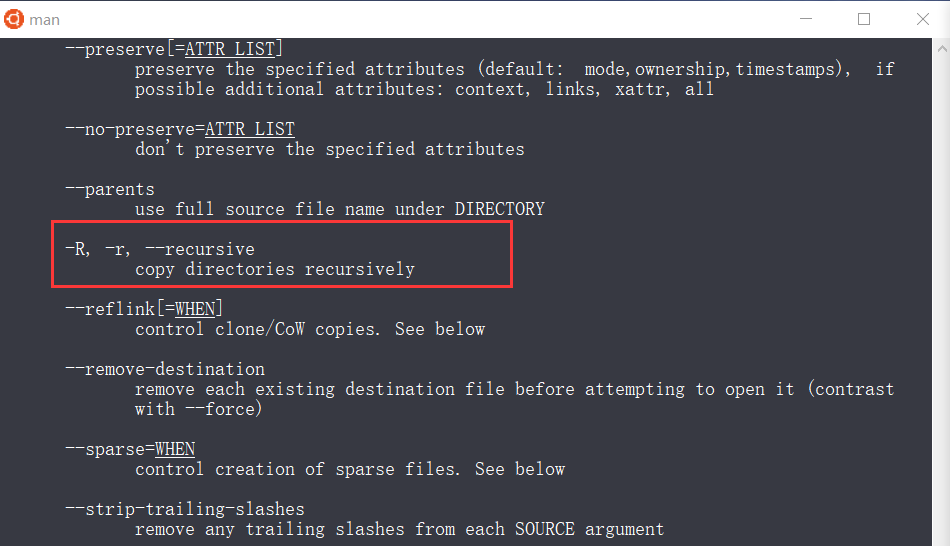 man
--preserve[=ATTR_LIST]
preserve the specified attributes (default: mode,ownership,timestamps), if
possible additional attributes: context, links, xattr, all
--no-preserve=ATTR_LIST
don't preserve the specified attributes
--parents
use full source file name under DIRECTORY
-R, -r, --recursive
copy directories recursively
--reflink[=WHEN]
control clone/CoW copies. See below
--remove-destination
remove each existing destination file before attempting to open it (contrast
with --force)
--sparse=WHEN
control creation of sparse files. See below
--strip-trailing-slashes
remove any trailing slashes from each SOURCE argument